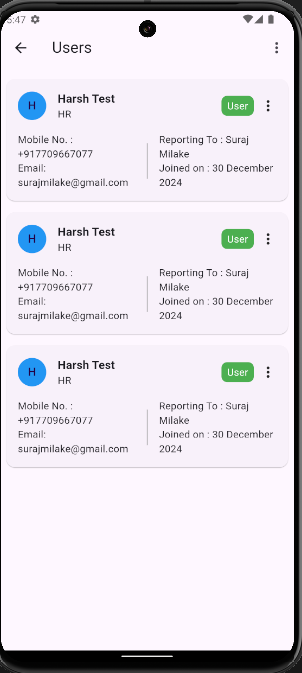 5:47
Users
Harsh Test
H
User
HR
Mobile No. :
+917709667077
Email:
surajmilake@gmail.com
Reporting To : Suraj
Milake
Joined on : 30 December
2024
Harsh Test
H
User
HR
Mobile No. :
+917709667077
Email:
surajmilake@gmail.com
Reporting To : Suraj
Milake
Joined on : 30 December
2024
Harsh Test
H
User
HR
Mobile No. :
+917709667077
Email:
surajmilake@gmail.com
Reporting To : Suraj
Milake
Joined on : 30 December
2024